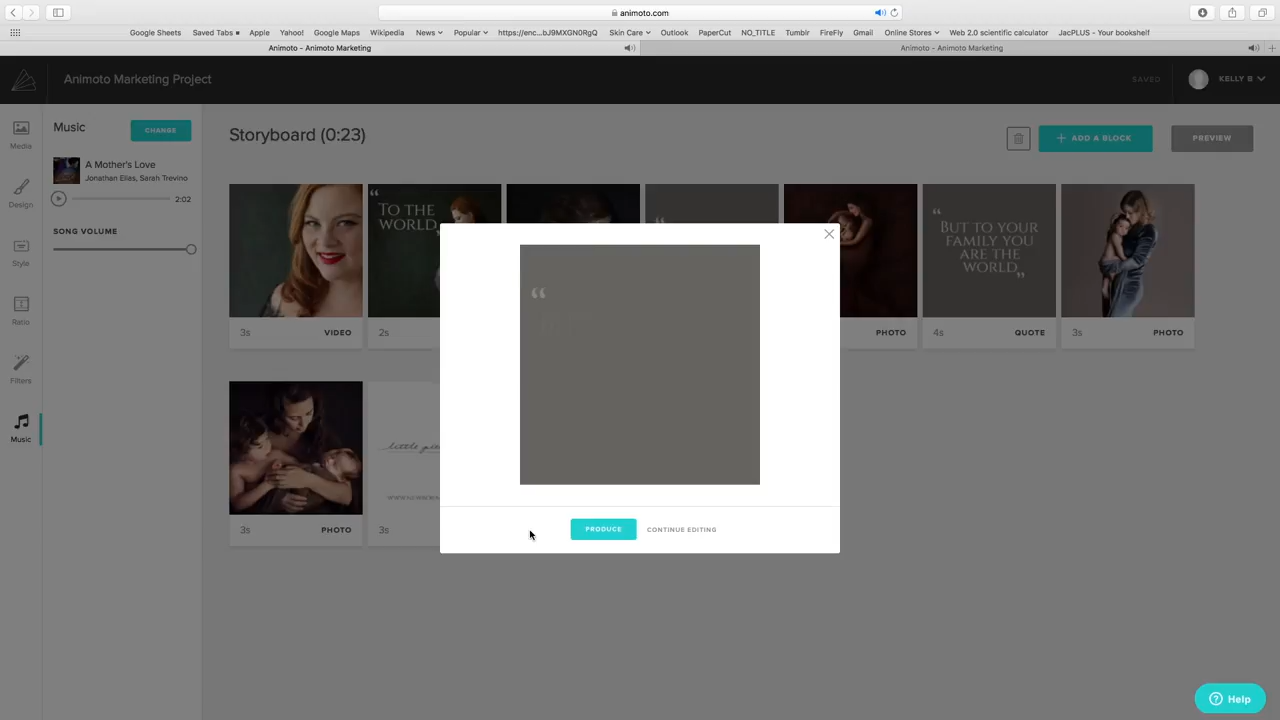 animoto.com
Google Sheets Saved Tabs Apple Yahoo! Google Maps Wikipedia News Popular https://enc...bJ9MXGN0RgQ Skin Care Outlook PaperCut NO_TITLE Tumblr FireFly Gmail Online Stores Web 2.0 scientific calculator JacPLUS - Your bookshelf
Animoto - Animoto Marketing
Animoto - Animoto Marketing
Animoto Marketing Project
SAVED
KELLY B
Media
Design
Style
Ratio
Filters
Music
Music
CHANGE
A Mother's Love
Jonathan Elias, Sarah Trevino
2:02
SONG VOLUME
Storyboard (0:23)
+ ADD A BLOCK
PREVIEW
“
TO THE
WORLD
“
“
BUT TO YOUR
FAMILY YOU
ARE THE
WORLD
„
3s VIDEO
2s
PHOTO
4s QUOTE
3s PHOTO
little pie
3s PHOTO
3s
“
PRODUCE
CONTINUE EDITING
Help